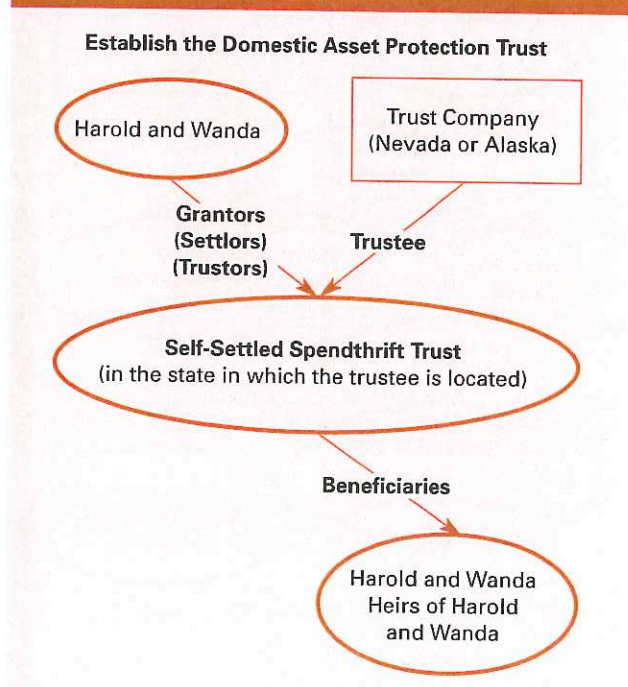 Establish the Domestic Asset Protection Trust
Harold and Wanda
Trust Company
(Nevada or Alaska)
Grantors
(Settlors)
(Trustors)
Trustee
Self-Settled Spendthrift Trust
(in the state in which the trustee is located)
Beneficiaries
Harold and Wanda
Heirs of Harold
and Wanda